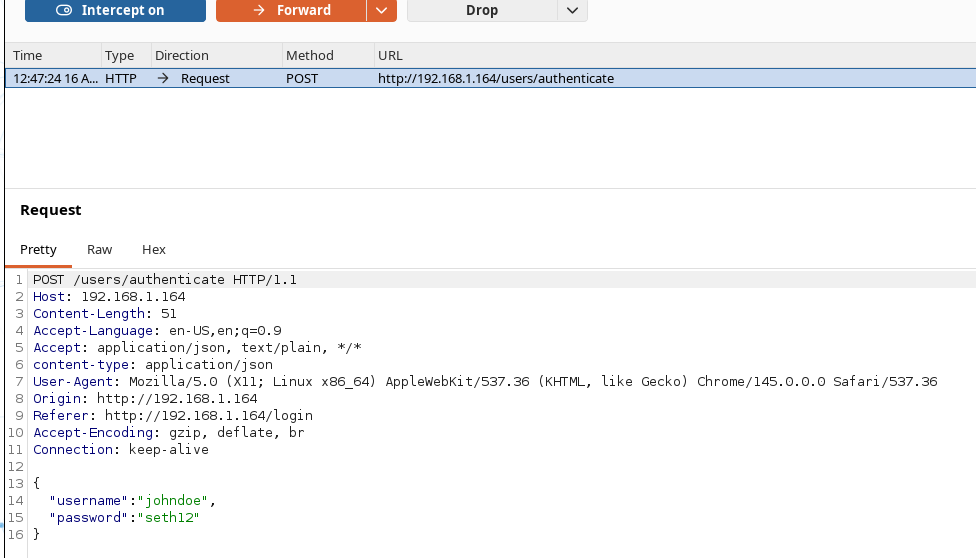 Intercept on Forward Drop
Time Type Direction Method URL
12:47:24 16 A... HTTP Request POST http://192.168.1.164/users/authenticate
Request
Pretty Raw Hex
1 POST /users/authenticate HTTP/1.1
2 Host: 192.168.1.164
3 Content-Length: 51
4 Accept-Language: en-US,en;q=0.9
5 Accept: application/json, text/plain, */*
6 content-type: application/json
7 User-Agent: Mozilla/5.0 (X11; Linux x86_64) AppleWebKit/537.36 (KHTML, like Gecko) Chrome/145.0.0.0 Safari/537.36
8 Origin: http://192.168.1.164
9 Referer: http://192.168.1.164/login
10 Accept-Encoding: gzip, deflate, br
11 Connection: keep-alive
12
13 {
14 "username":"johndoe",
15 "password":"seth12"
16 }